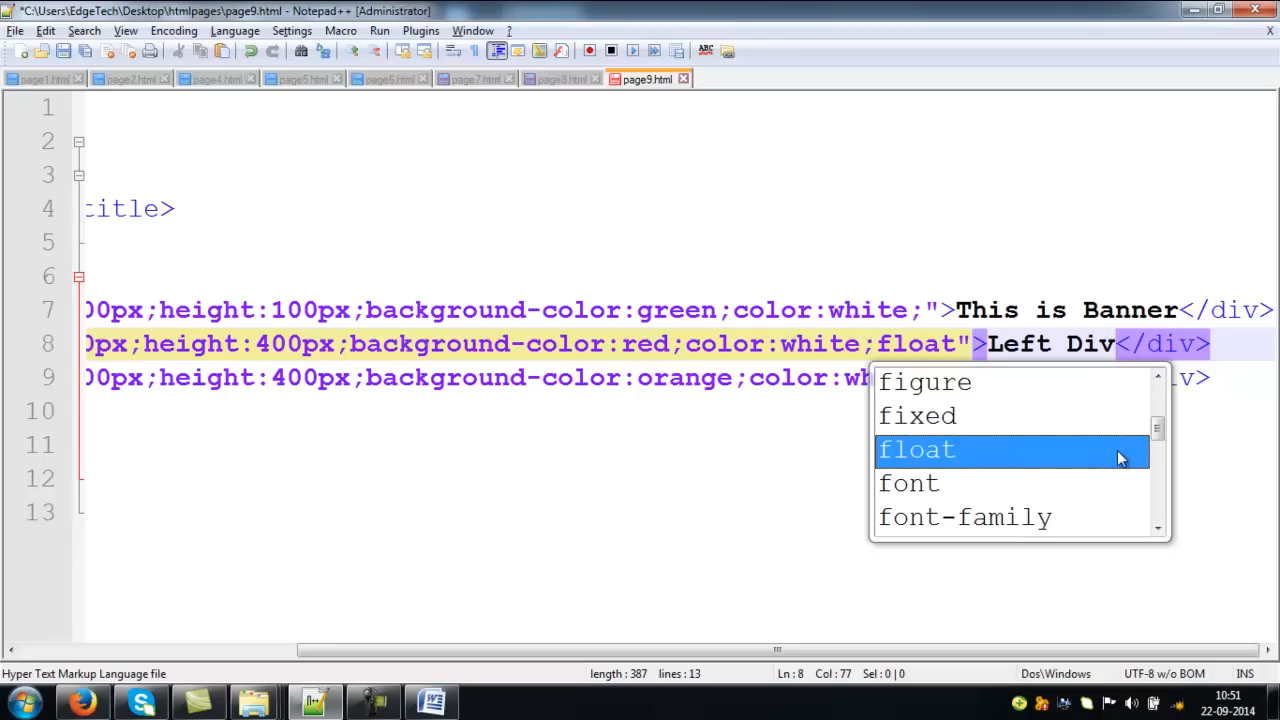 *C:\Users\EdgeTech\Desktop\htmlpages\page9.html - Notepad++ [Administrator]
File Edit Search View Encoding Language Settings Macro Run Plugins Window ? X
page1.html page2.html page4.html page5.html page6.html page7.html page8.html page9.html
1
2
3
4 title>
5
6
7 00px;height:100px;background-color:green;color:white;">This is Banner</div>
8 0px;height:400px;background-color:red;color:white;float">Left Div</div>
9 00px;height:400px;background-color:orange;color:wh iv>
figure
10
fixed
11
float
12
font
13
font-family
Hyper Text Markup Language file length : 387 lines : 13 Ln : 8 Col : 77 Sel : 0 | 0 Dos\Windows UTF-8 w/o BOM INS
10:51
22-09-2014